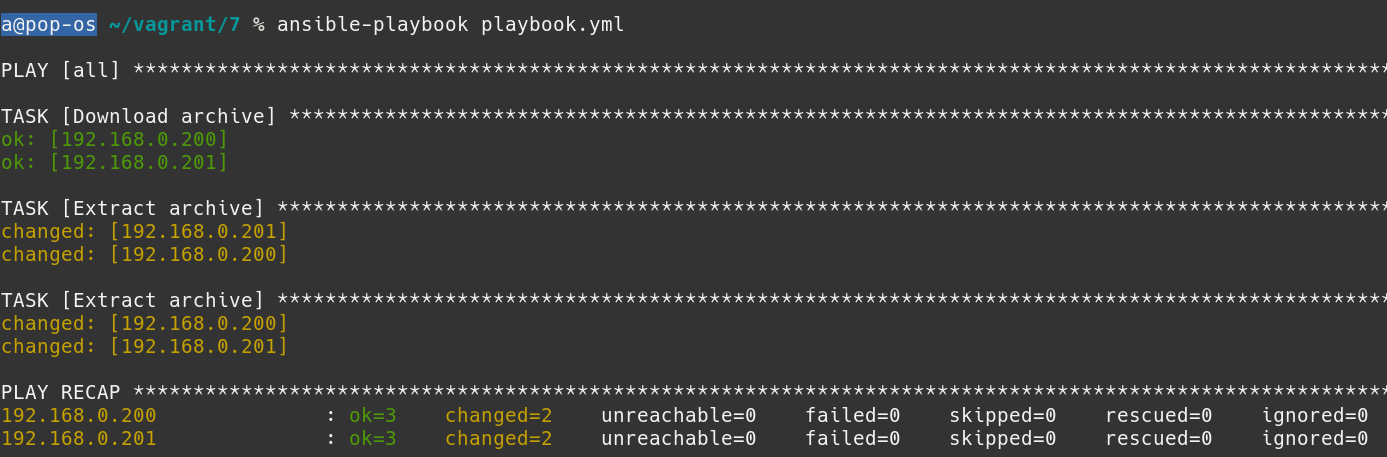 a@pop-os ~/vagrant/7 % ansible-playbook playbook.yml
PLAY [all] *********************************************************************************************************
TASK [Download archive] ********************************************************************************************
ok: [192.168.0.200]
ok: [192.168.0.201]
TASK [Extract archive] *********************************************************************************************
changed: [192.168.0.201]
changed: [192.168.0.200]
TASK [Extract archive] *********************************************************************************************
changed: [192.168.0.200]
changed: [192.168.0.201]
PLAY RECAP *********************************************************************************************************
192.168.0.200              : ok=3    changed=2    unreachable=0    failed=0    skipped=0    rescued=0    ignored=0
192.168.0.201              : ok=3    changed=2    unreachable=0    failed=0    skipped=0    rescued=0    ignored=0